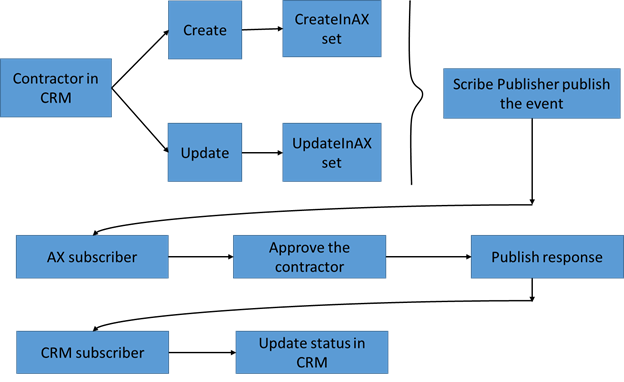 Contractor in
CRM
Create
CreateInAX
set
Update
UpdateInAX
set
Scribe Publisher publish
the event
AX subscriber
Approve the
contractor
Publish response
CRM subscriber
Update status in
CRM